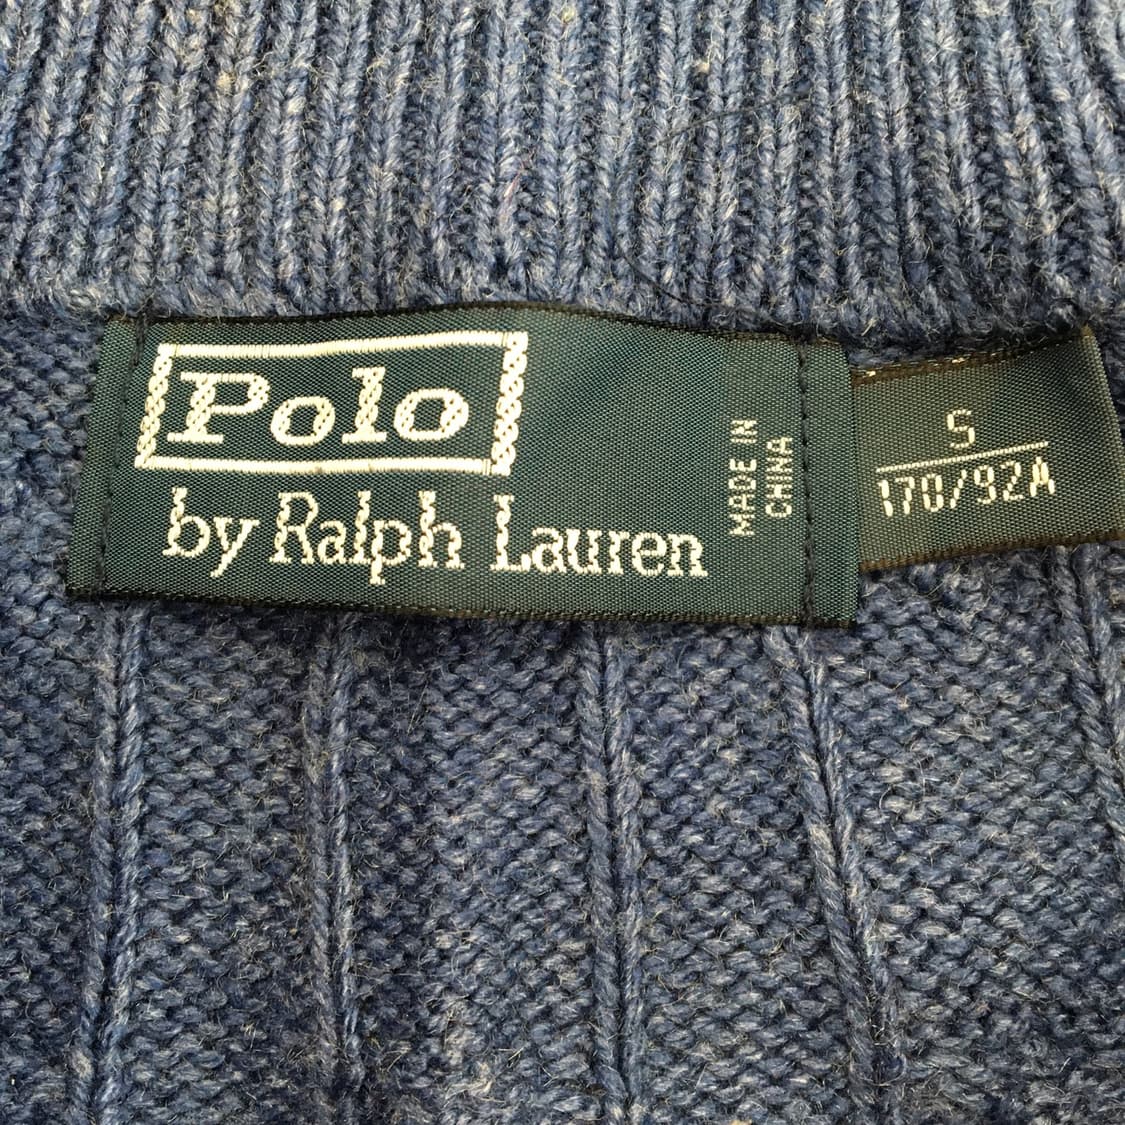 Polo
by Ralph Lauren
MADE IN
CHINA
S
170/92A